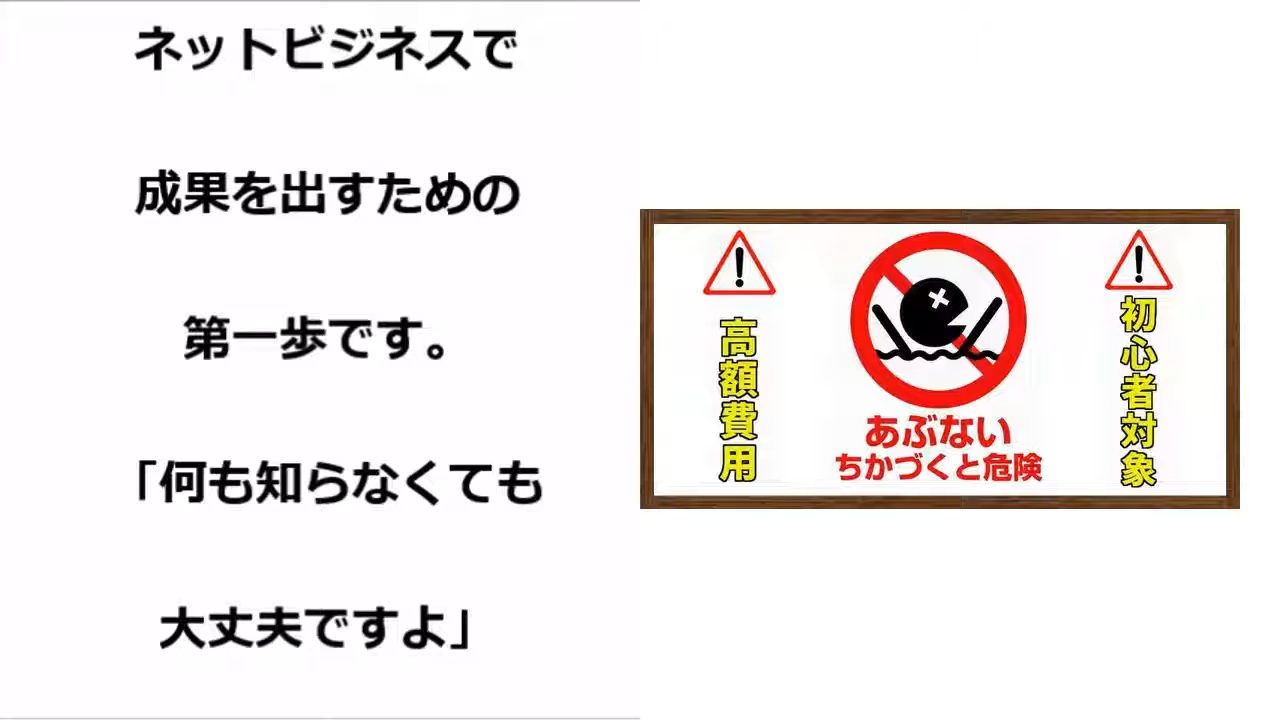 ネットビジネスで
成果を出すための
第一歩です。
「何も知らなくても
大丈夫ですよ」
高額費用
あぶない
ちかづくと危険
初心者対象